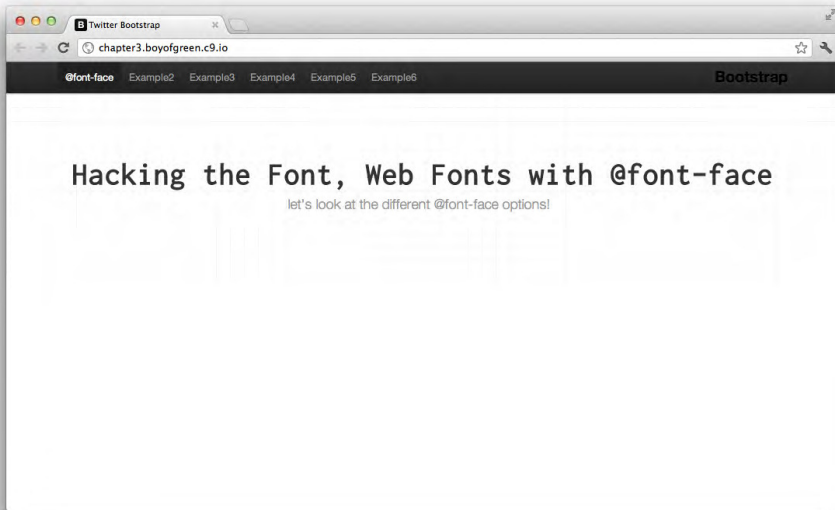 Twitter Bootstrap
chapter3.boyofgreen.c9.io
@font-face Example2 Example3 Example4 Example5 Example6 Bootstrap
Hacking the Font, Web Fonts with @font-face
let's look at the different @font-face options!